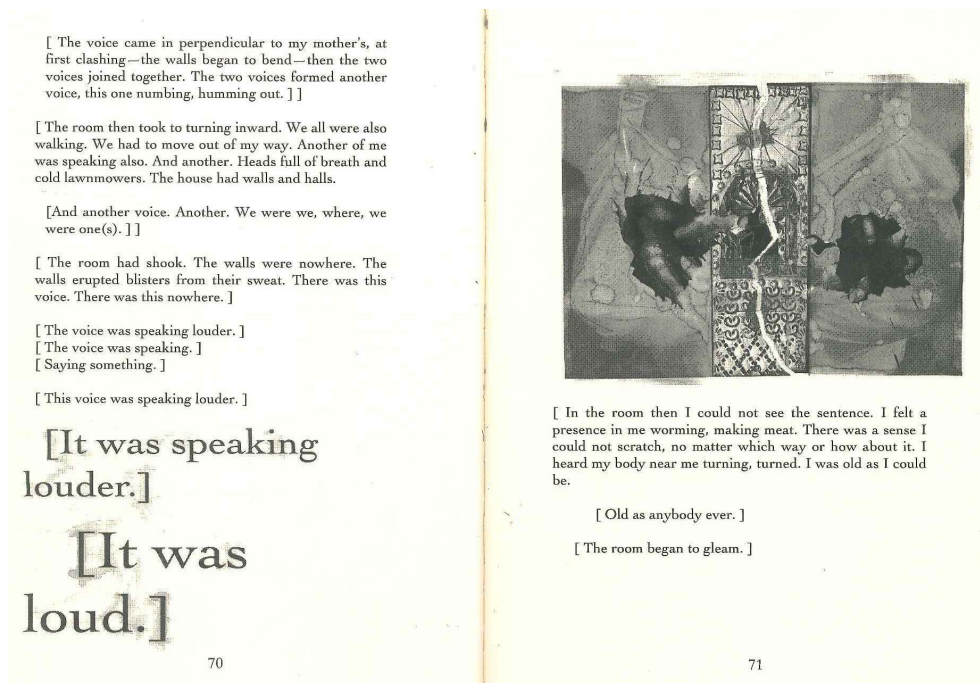 [ The voice came in perpendicular to my mother's, at
first clashing—the walls began to bend—then the two
voices joined together. The two voices formed another
voice, this one numbing, humming out. ] ]
[ The room then took to turning inward. We all were also
walking. We had to move out of my way. Another of me
was speaking also. And another. Heads full of breath and
cold lawnmowers. The house had walls and halls.
[And another voice. Another. We were we, where, we
were one(s). ] ]
[ The room had shook. The walls were nowhere. The
walls erupted blisters from their sweat. There was this
voice. There was this nowhere. ]
[ The voice was speaking louder. ]
[ The voice was speaking. ]
[ Saying something. ]
[ This voice was speaking louder. ]
[It was speaking
louder.]
[It was
loud.]
70
[ In the room then I could not see the sentence. I felt a
presence in me worming, making meat. There was a sense I
could not scratch, no matter which way or how about it. I
heard my body near me turning, turned. I was old as I could
be.
[ Old as anybody ever. ]
[ The room began to gleam. ]
71